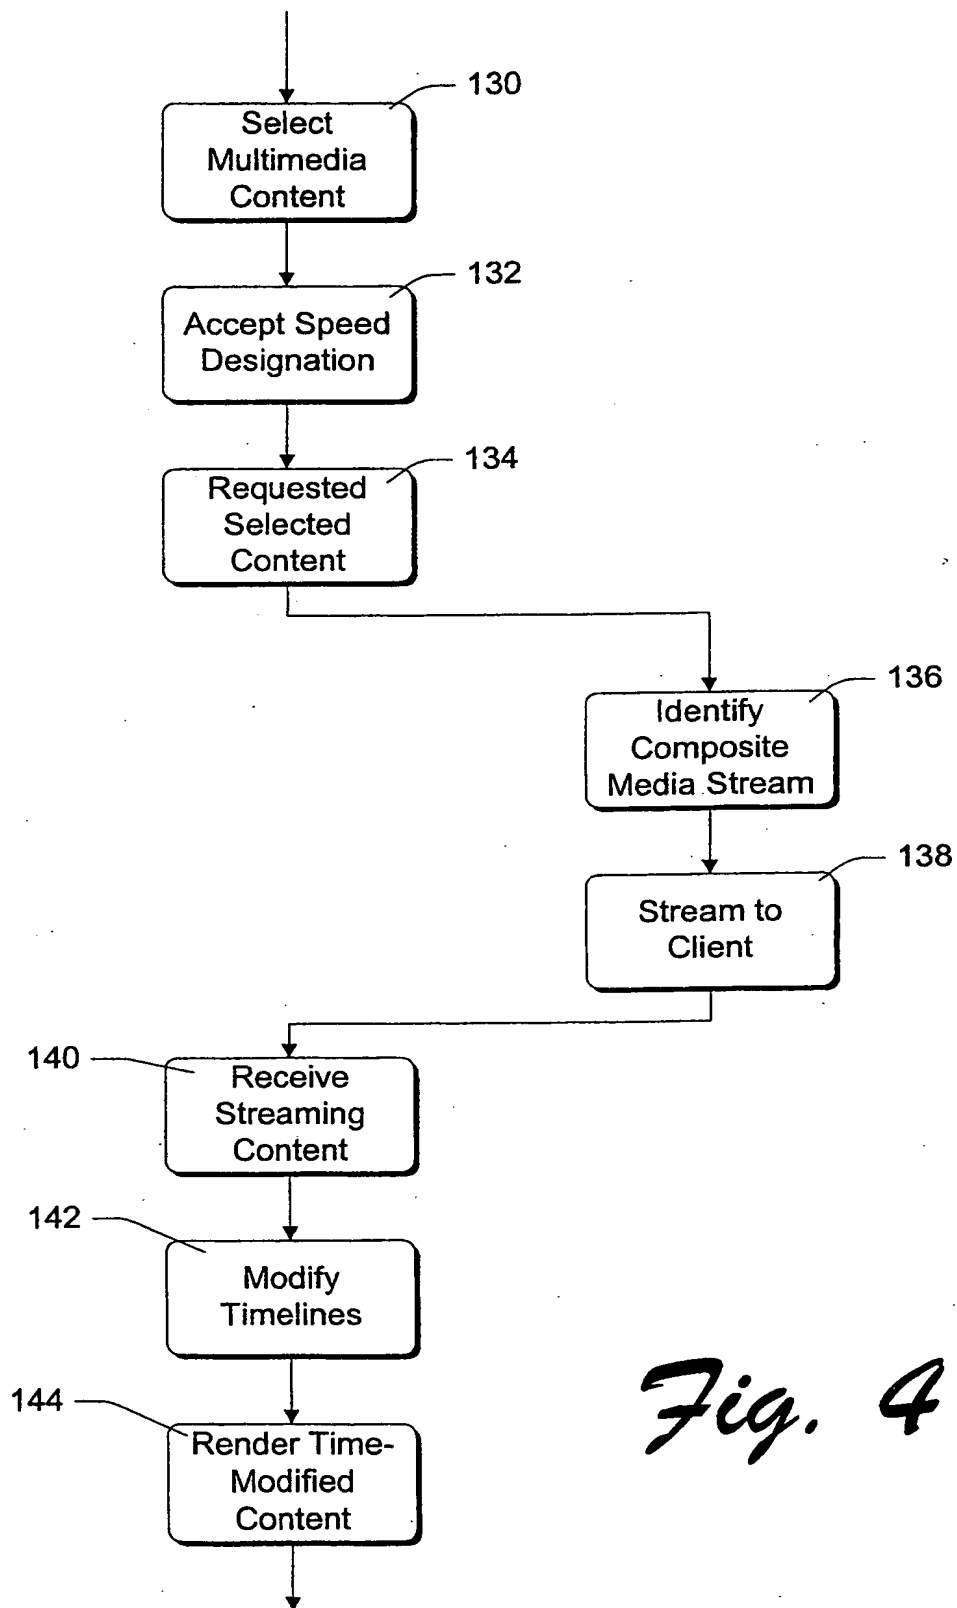 130
Select
Multimedia
Content
132
Accept Speed
Designation
134
Requested
Selected
Content
136
Identify
Composite
Media Stream
138
Stream to
Client
140
Receive
Streaming
Content
142
Modify
Timelines
144
Render Time-
Modified
Content
Fig. 4